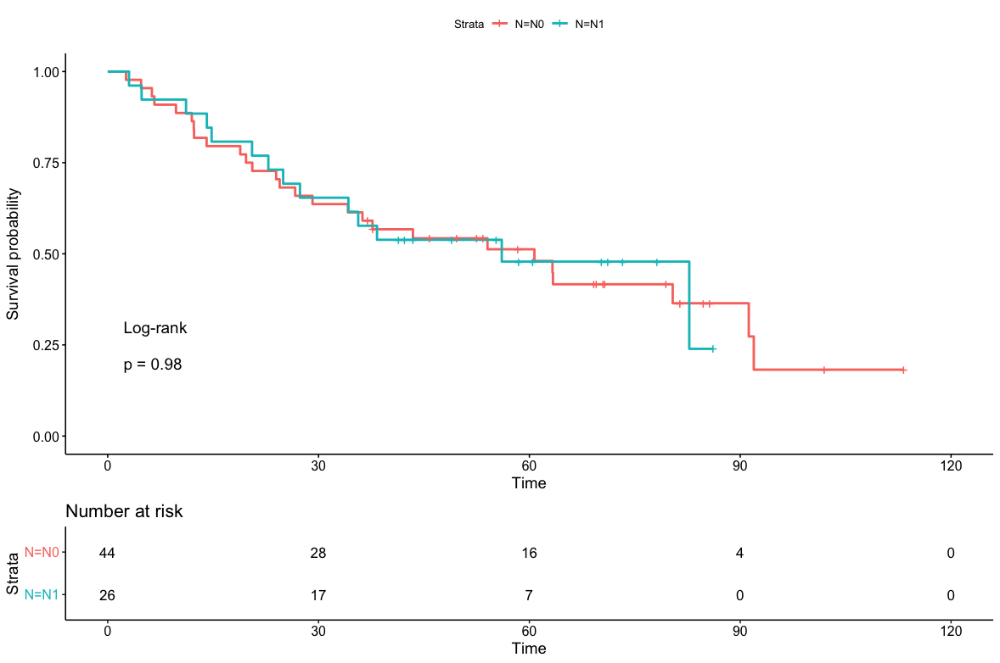 Strata N=N0 N=N1
1.00
0.75
0.50
0.25
0.00
Survival probability
Log-rank
p = 0.98
0 30 60 90 120
Time
Number at risk
Strata
N=N0 44 28 16 4 0
N=N1 26 17 7 0 0
0 30 60 90 120
Time